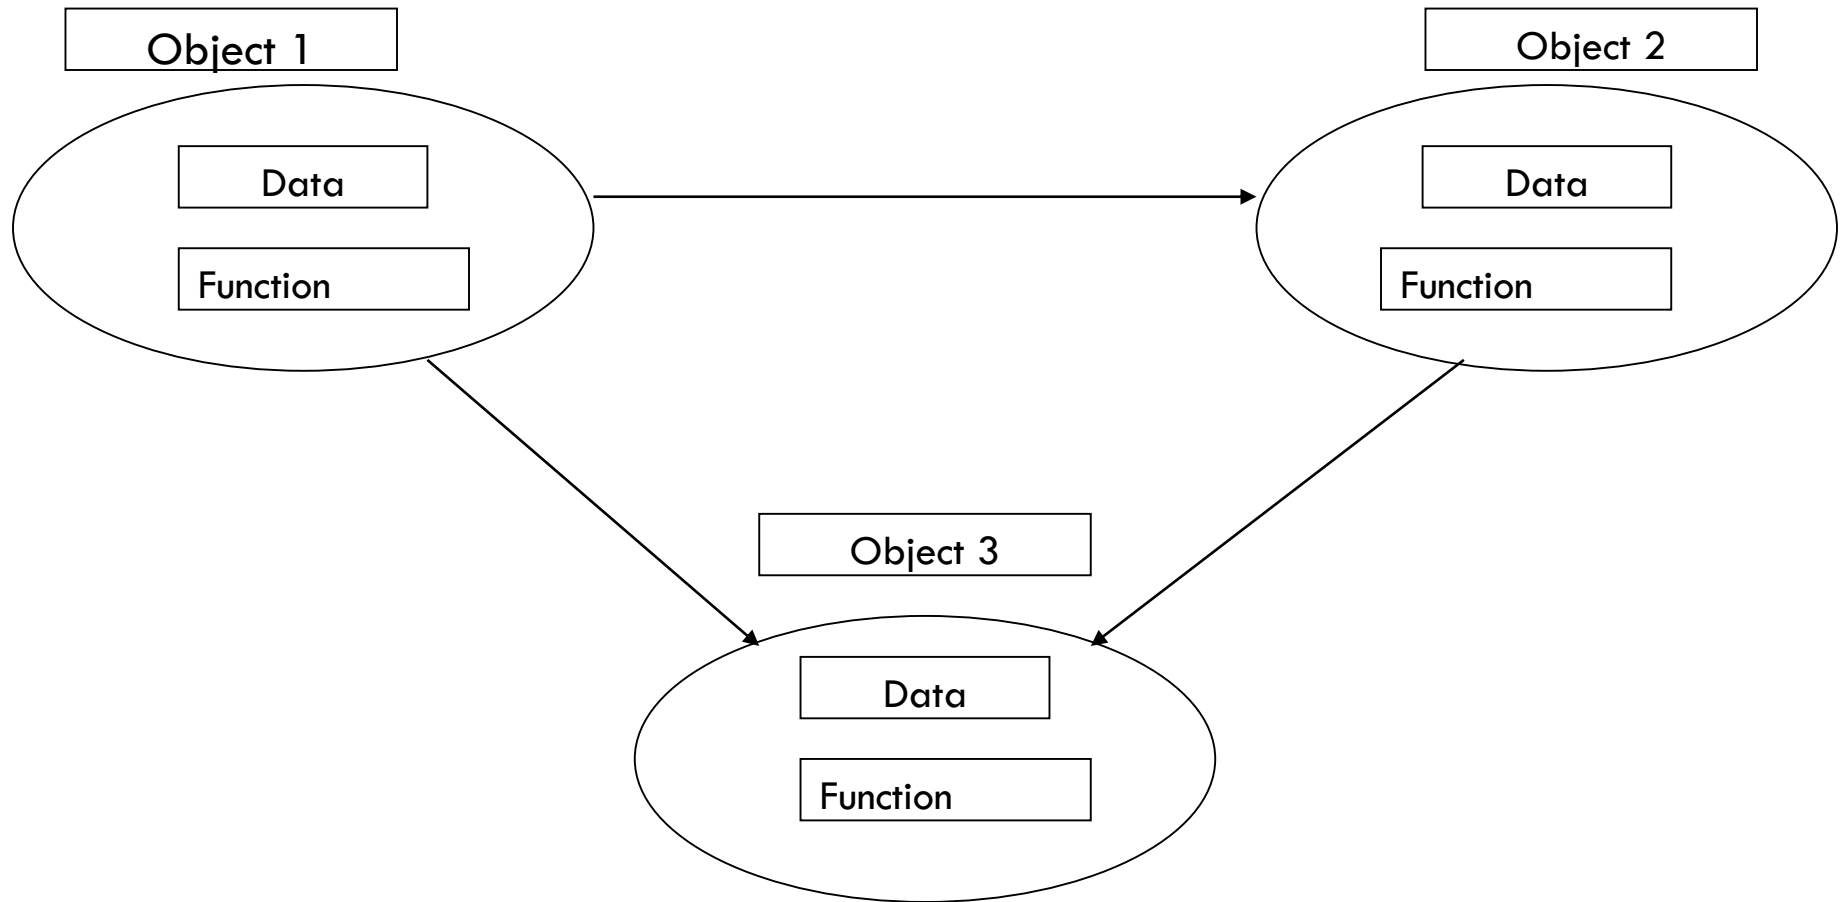 Object 1
Object 2
Data
Data
Function
Function
Object 3
Data
Function